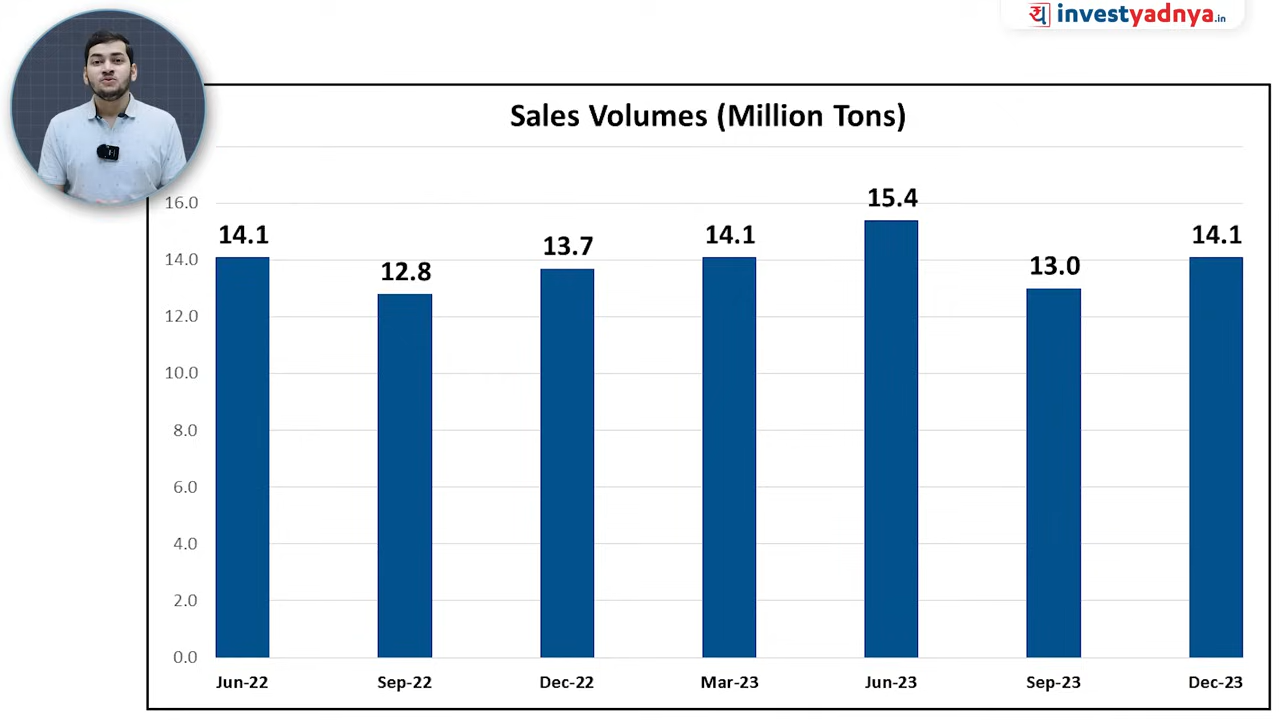 य investyadnya.in
Sales Volumes (Million Tons)
16.0
14.0
12.0
10.0
8.0
6.0
4.0
2.0
0.0
14.1
12.8
13.7
14.1
15.4
13.0
14.1
Jun-22
Sep-22
Dec-22
Mar-23
Jun-23
Sep-23
Dec-23